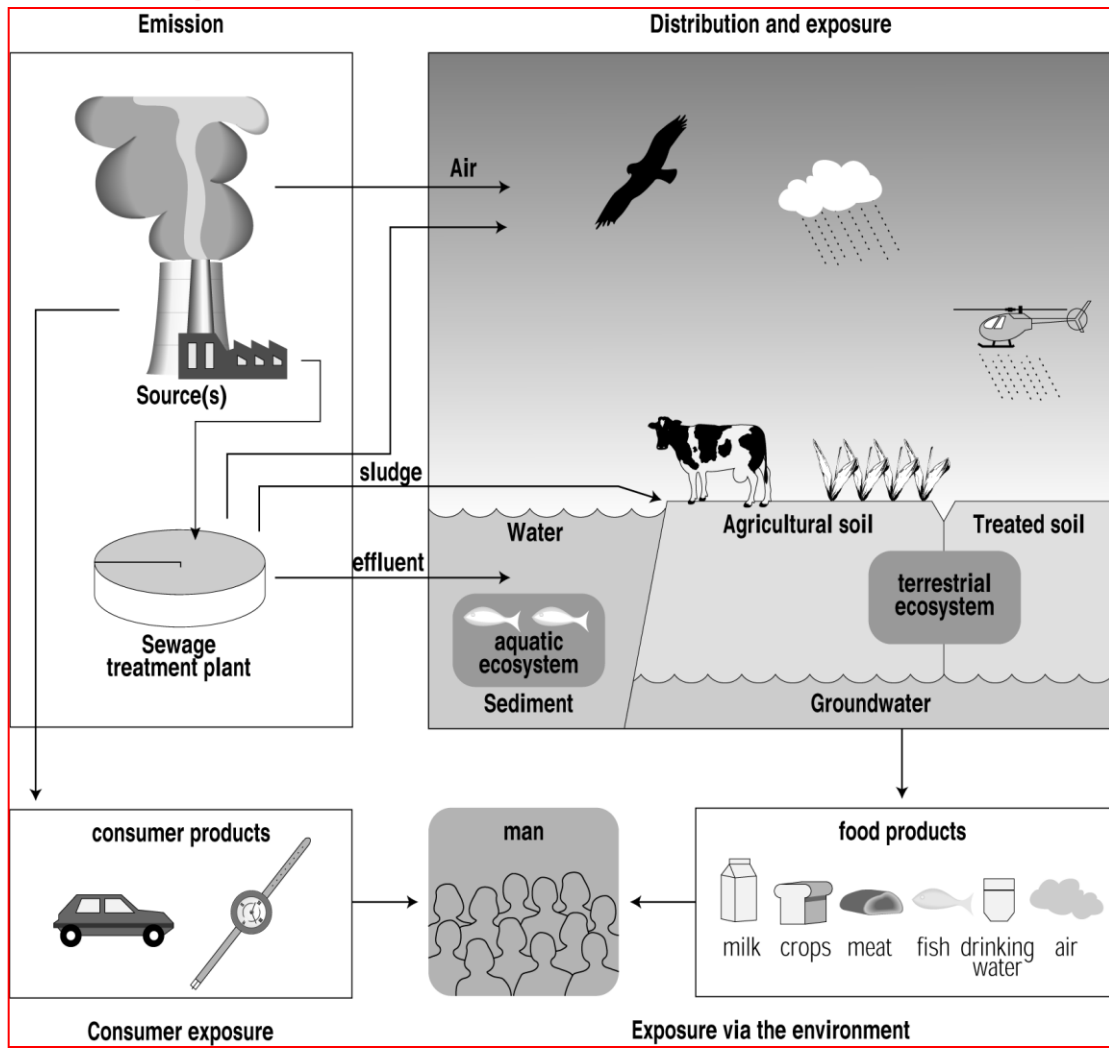 Emission
Distribution and exposure
Air
Source(s)
sludge
effluent
Sewage
treatment plant
Water
Agricultural soil
Treated soil
terrestrial
ecosystem
aquatic
ecosystem
Sediment
Groundwater
consumer products
man
food products
milk
crops
meat
fish
drinking
water
air
Consumer exposure
Exposure via the environment